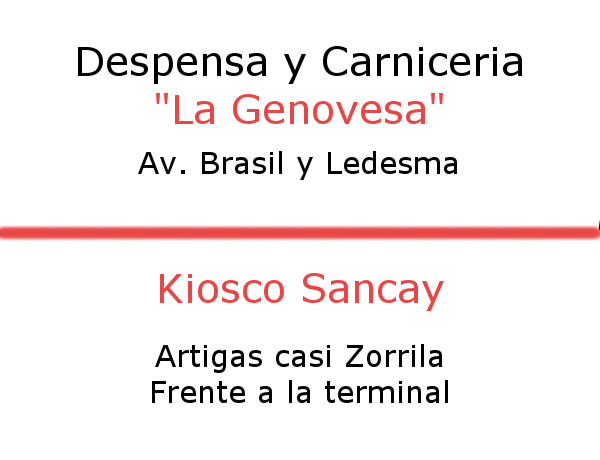 Despensa y Carniceria
"La Genovesa"
Av. Brasil y Ledesma
Kiosco Sancay
Artigas casi Zorrila
Frente a la terminal